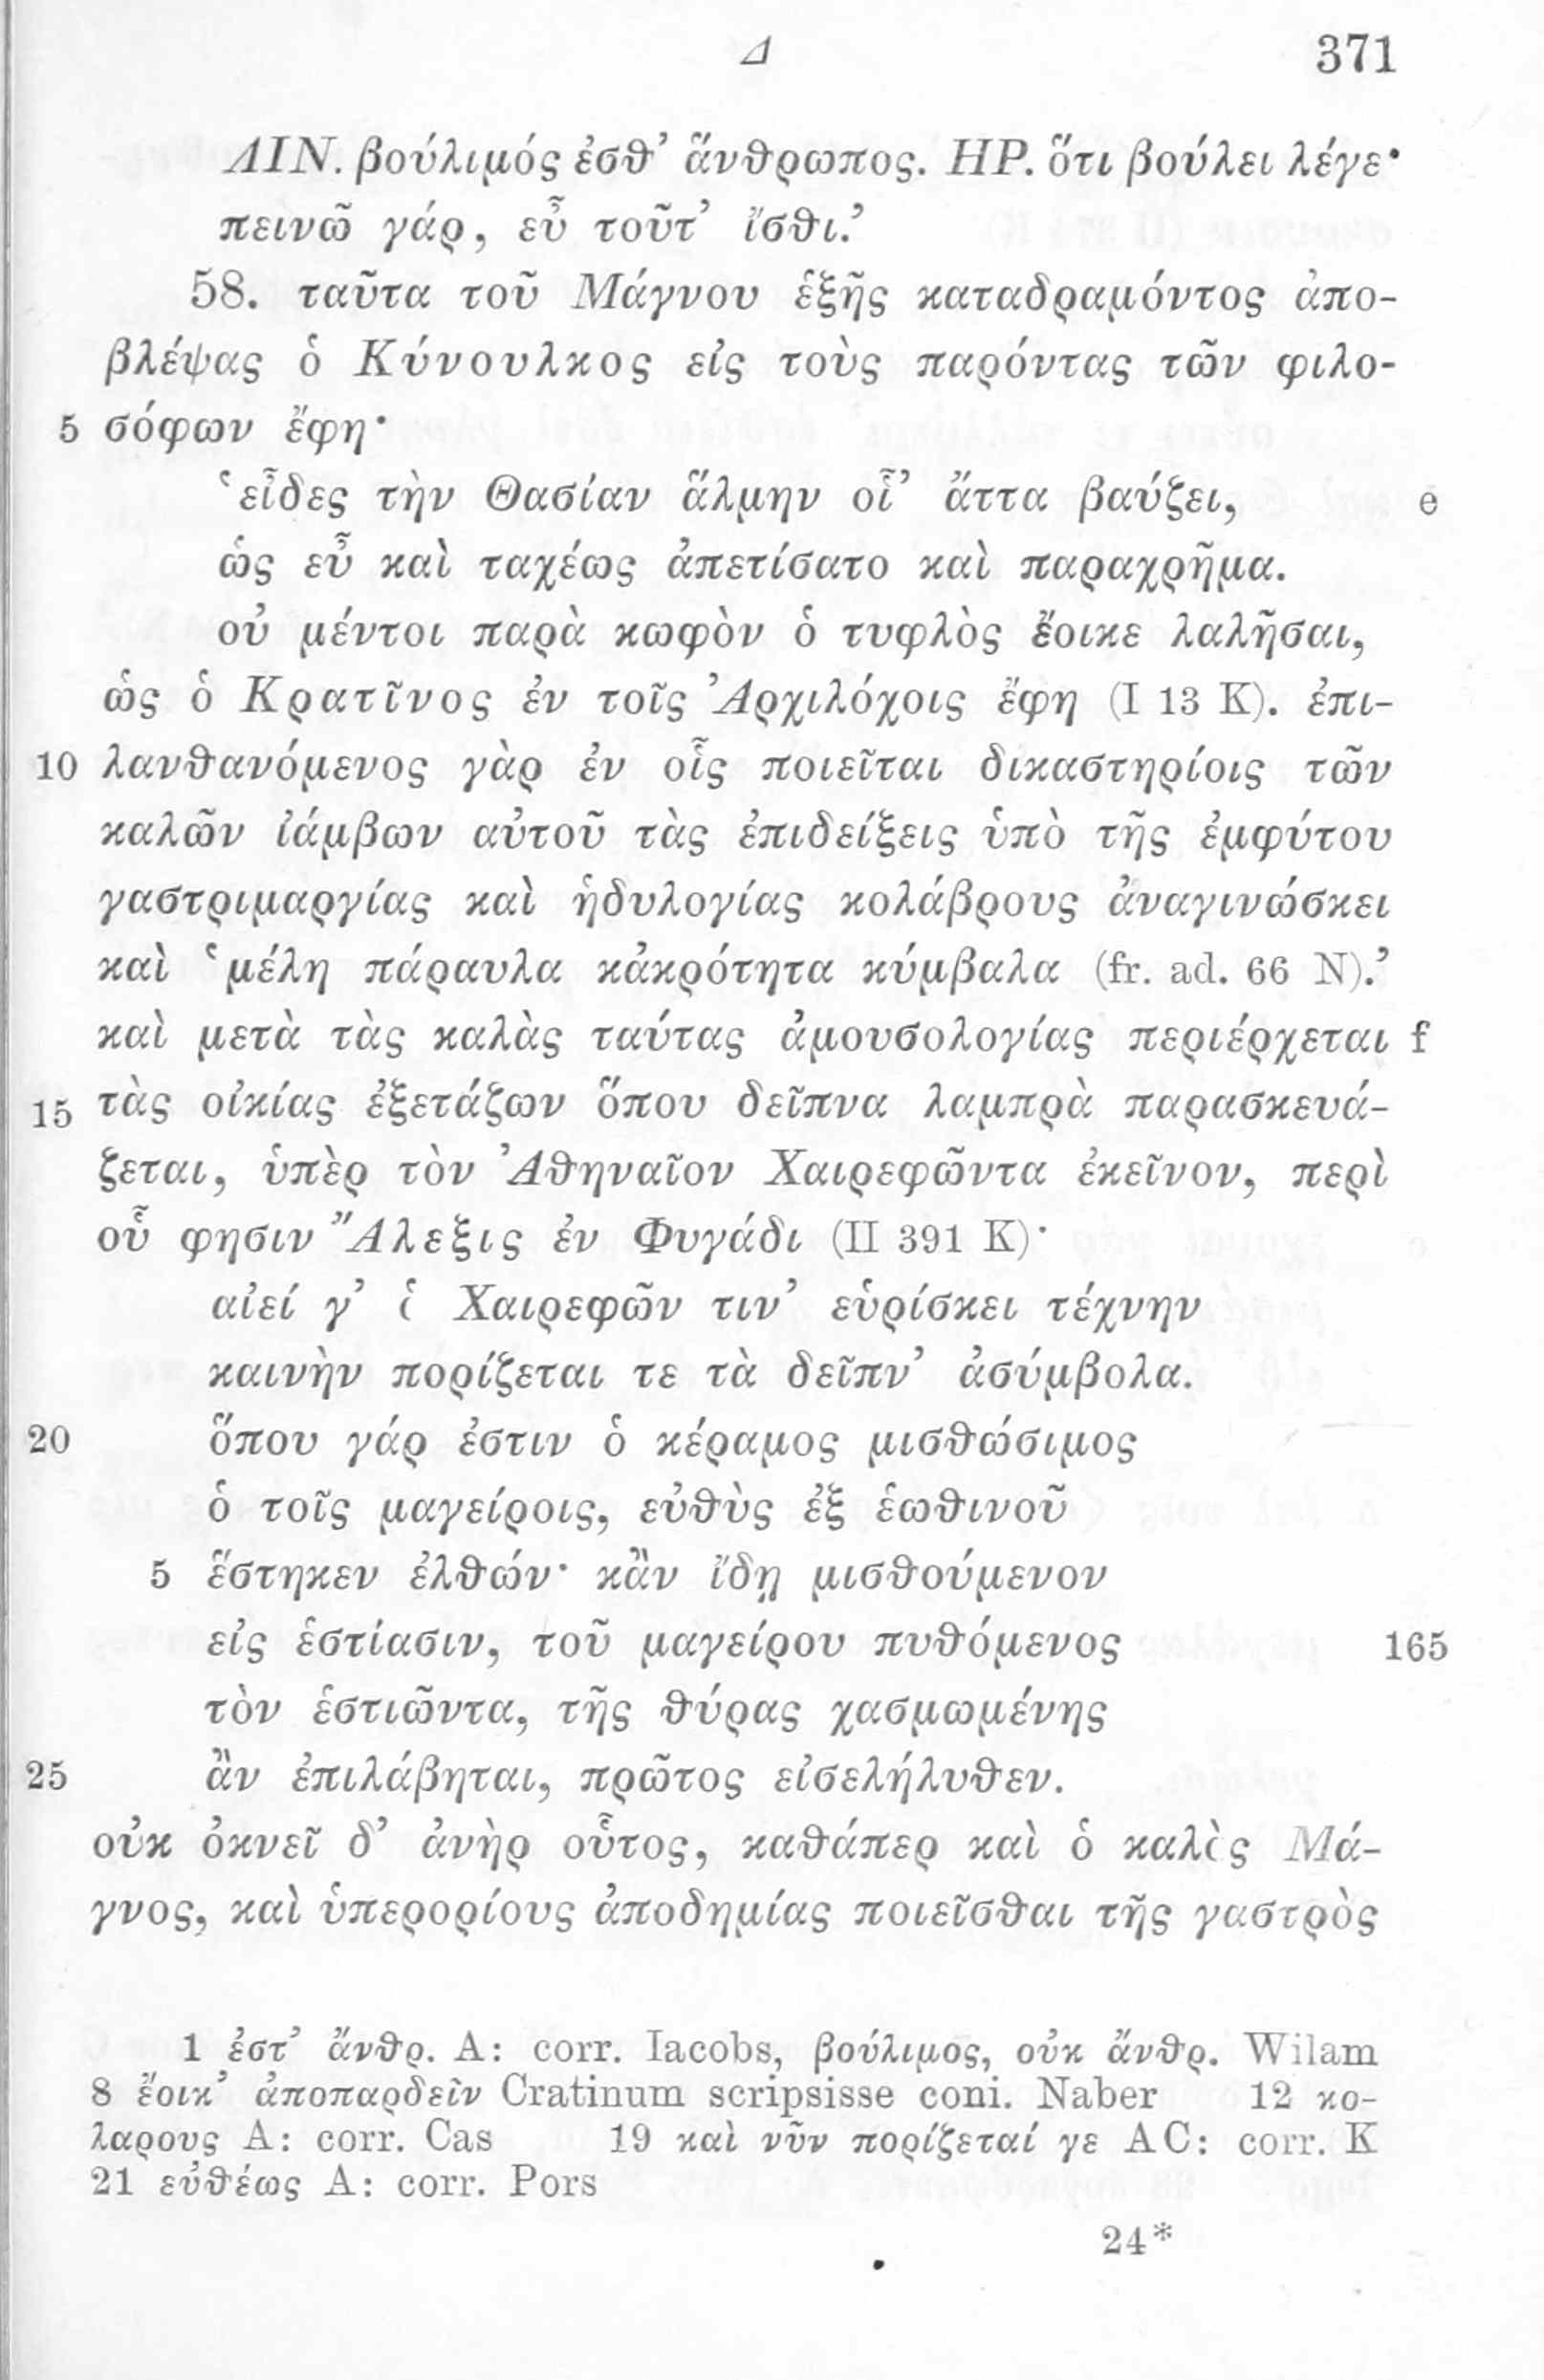 Δ 371
ΛΙΝ. βούλιμός ἐσθ’ ἅνθρωπος. ΗΡ. ὅτι βούλει λέγε·
πεινῶ γάρ, εὖ τοῦτ’ ἴσθι.’
58. ταῦτα τοῦ Μάγνου ἑξῆς καταδραμόντος ἀπο-
βλέψας ὁ Κύνουλκος εἰς τοὺς παρόντας τῶν φιλο-
5 σόφων ἔφη·
‘εἶδες τὴν Θασίαν ἅλμην οἷ’ ἄττα βαύζει, e
ὡς εὖ καὶ ταχέως ἀπετίσατο καὶ παραχρῆμα.
οὐ μέντοι παρὰ κωφὸν ὁ τυφλὸς ἔοικε λαλῆσαι,
ὡς ὁ Κρατῖνος ἐν τοῖς Ἀρχιλόχοις ἔφη (I 13 K). ἐπι-
10 λανθανόμενος γὰρ ἐν οἷς ποιεῖται δικαστηρίοις τῶν
καλῶν ἰάμβων αὐτοῦ τὰς ἐπιδείξεις ὑπὸ τῆς ἐμφύτου
γαστριμαργίας καὶ ἡδυλογίας κολάβρους ἀναγινώσκει
καὶ ‘μέλη πάραυλα κἀκρότητα κύμβαλα (fr. ad. 66 N).’
καὶ μετὰ τὰς καλὰς ταύτας ἀμουσολογίας περιέρχεται f
15 τὰς οἰκίας ἐξετάζων ὅπου δεῖπνα λαμπρὰ παρασκευά-
ζεται, ὑπὲρ τὸν Ἀθηναῖον Χαιρεφῶντα ἐκεῖνον, περὶ
οὗ φησιν Ἄλεξις ἐν Φυγάδι (II 391 K)·
αἰεί γ’ ὁ Χαιρεφῶν τιν’ εὑρίσκει τέχνην
καινὴν πορίζεται τε τὰ δεῖπν’ ἀσύμβολα.
20 ὅπου γάρ ἐστιν ὁ κέραμος μισθώσιμος
ὁ τοῖς μαγείροις, εὐθὺς ἐξ ἑωθινοῦ
5 ἕστηκεν ἐλθών· κἂν ἴδῃ μισθούμενον
εἰς ἑστίασιν, τοῦ μαγείρου πυθόμενος 165
τὸν ἑστιῶντα, τῆς θύρας χασμωμένης
25 ἂν ἐπιλάβηται, πρῶτος εἰσελήλυθεν.
οὐκ ὀκνεῖ δ’ ἀνὴρ οὗτος, καθάπερ καὶ ὁ καλὸς Μά-
γνος, καὶ ὑπερορίους ἀποδημίας ποιεῖσθαι τῆς γαστρὸς
1 ἐστ’ ἄνθρ. A: corr. Iacobs, βούλιμος, οὐκ ἄνθρ. Wilam
8 ἔοικ’ ἀποπαρδεῖν Cratinum scripsisse coni. Naber 12 κο-
λαρους A: corr. Cas 19 καὶ νῦν πορίζεταί γε AC: corr. K
21 εὐθέως A: corr. Pors
24*